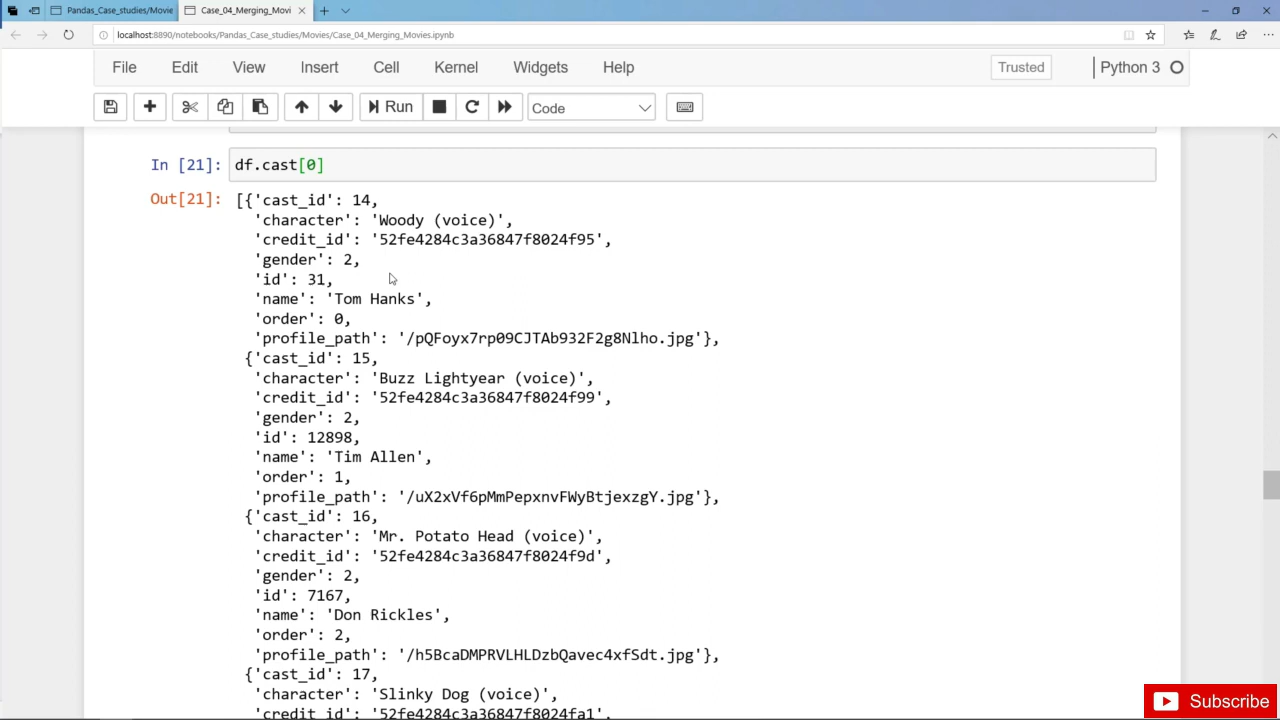 Pandas_Case_studies/Movie
Case_04_Merging_Mov
localhost:8890/notebooks/Pandas_Case_studies/Movies/Case_04_Merging_Movies.ipynb
File Edit View Insert Cell Kernel Widgets Help Trusted Python 3
Run Code
In [21]: df.cast[0]
Out[21]: [{'cast_id': 14,
'character': 'Woody (voice)',
'credit_id': '52fe4284c3a36847f8024f95',
'gender': 2,
'id': 31,
'name': 'Tom Hanks',
'order': 0,
'profile_path': '/pQFoyx7rp09CJTAb932F2g8Nlho.jpg'},
{'cast_id': 15,
'character': 'Buzz Lightyear (voice)',
'credit_id': '52fe4284c3a36847f8024f99',
'gender': 2,
'id': 12898,
'name': 'Tim Allen',
'order': 1,
'profile_path': '/uX2xVf6pMmPepxnvFWyBtjexzgY.jpg'},
{'cast_id': 16,
'character': 'Mr. Potato Head (voice)',
'credit_id': '52fe4284c3a36847f8024f9d',
'gender': 2,
'id': 7167,
'name': 'Don Rickles',
'order': 2,
'profile_path': '/h5BcaDMPRVLHLDzbQavec4xfSdt.jpg'},
{'cast_id': 17,
'character': 'Slinky Dog (voice)',
'credit_id': '52fe4284c3a36847f8024fa1',
Subscribe